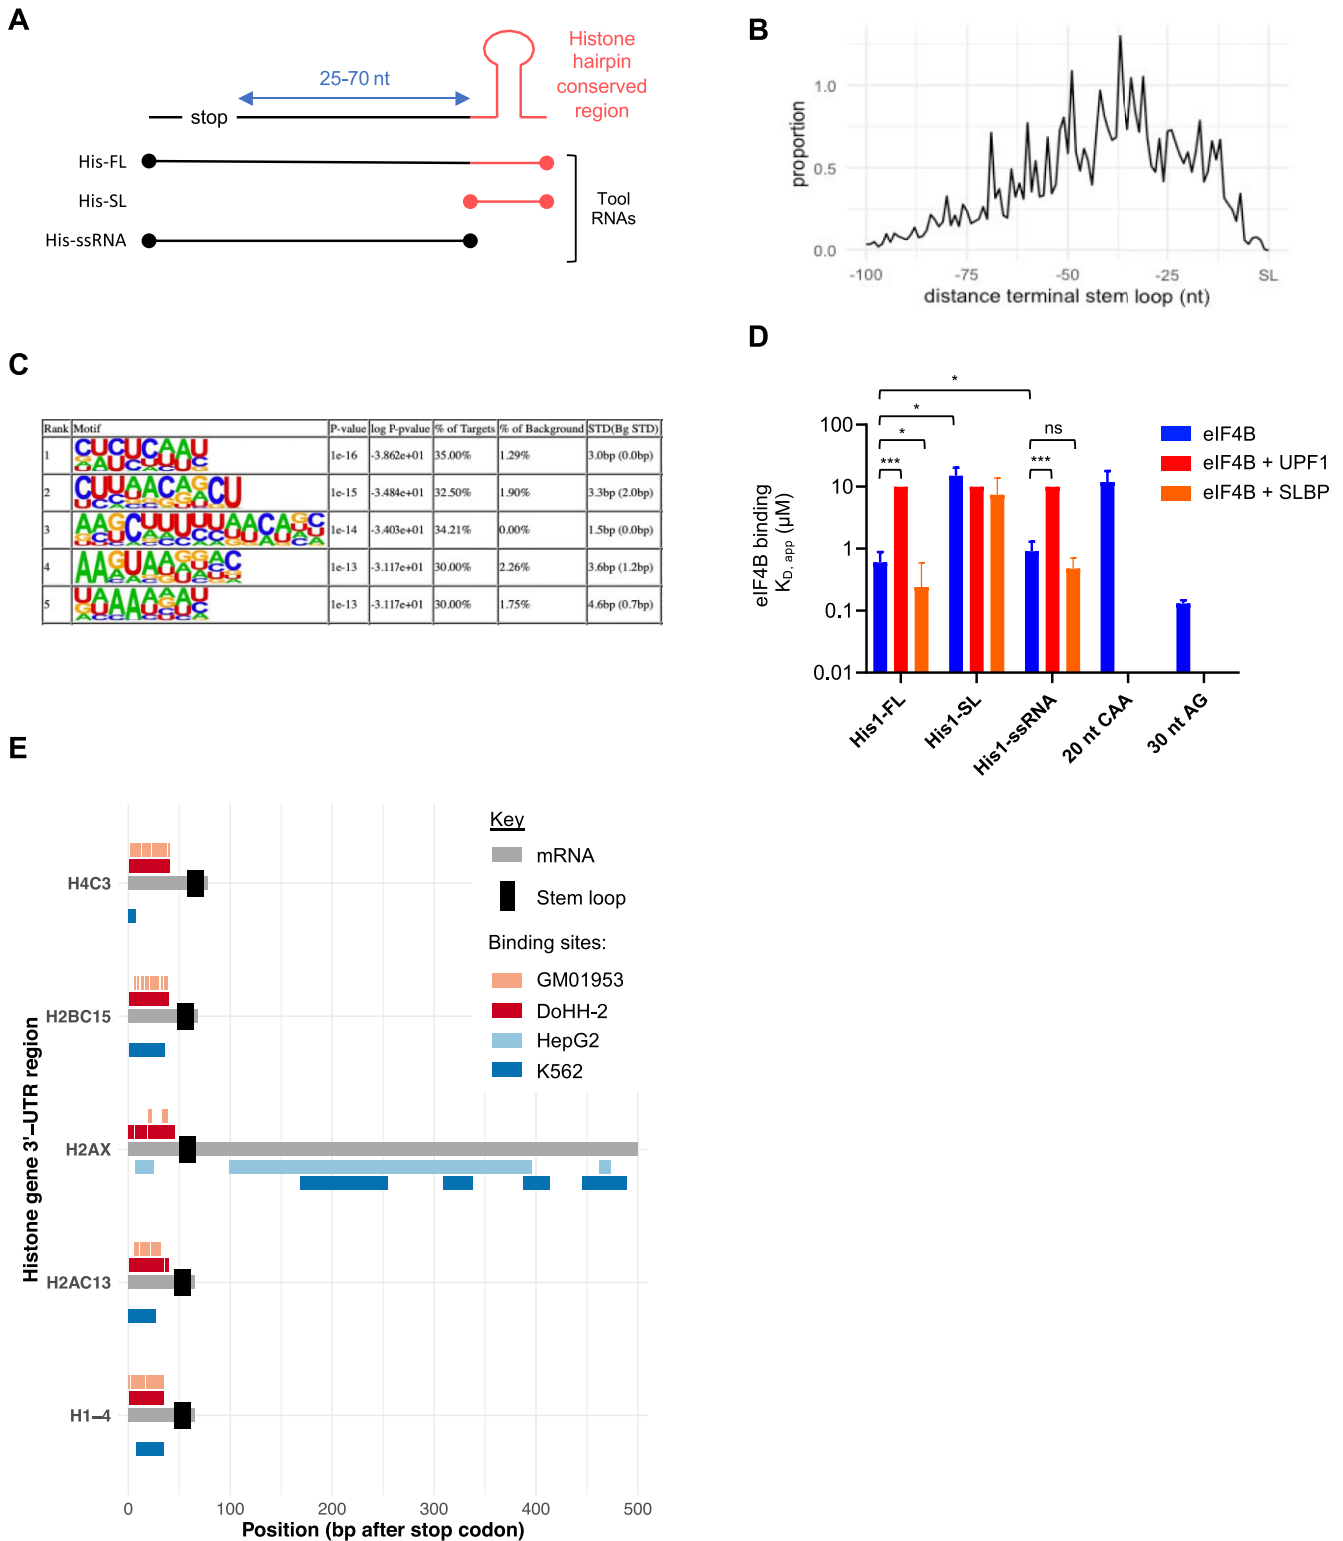 A
Histone
hairpin
conserved
region
25-70 nt
stop
His-FL
His-SL
His-ssRNA
Tool
RNAs
B
proportion
1.0
0.5
0.0
-100
-75
-50
-25
SL
distance terminal stem loop (nt)
C
Rank Motif P-value log P-pvalue % of Targets % of Background STD(Bg STD)
1 1e-16 -3.862e+01 35.00% 1.29% 3.0bp (0.0bp)
2 1e-15 -3.484e+01 32.50% 1.90% 3.3bp (2.0bp)
3 1e-14 -3.403e+01 34.21% 0.00% 1.5bp (0.0bp)
4 1e-13 -3.117e+01 30.00% 2.26% 3.6bp (1.2bp)
5 1e-13 -3.117e+01 30.00% 1.75% 4.6bp (0.7bp)
D
eIF4B binding
KD, app (µM)
100
10
1
0.1
0.01
*
*
*
***
ns
***
eIF4B
eIF4B + UPF1
eIF4B + SLBP
His1-FL
His1-SL
His1-ssRNA
20 nt CAA
30 nt AG
E
Histone gene 3'–UTR region
H4C3
H2BC15
H2AX
H2AC13
H1–4
Key
mRNA
Stem loop
Binding sites:
GM01953
DoHH-2
HepG2
K562
0
100
200
300
400
500
Position (bp after stop codon)